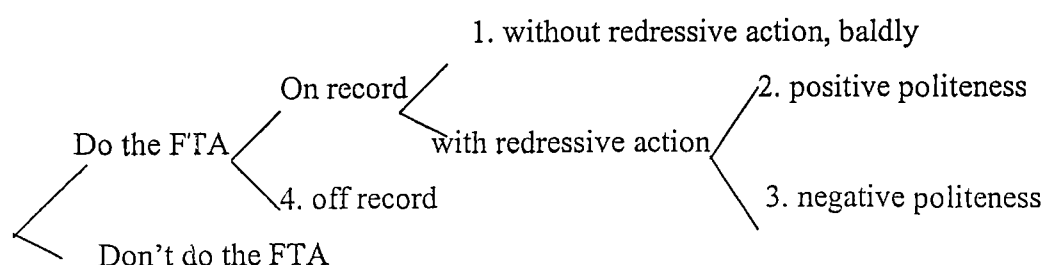 1. without redressive action, baldly
On record
2. positive politeness
Do the FTA
with redressive action
4. off record
3. negative politeness
Don't do the FTA